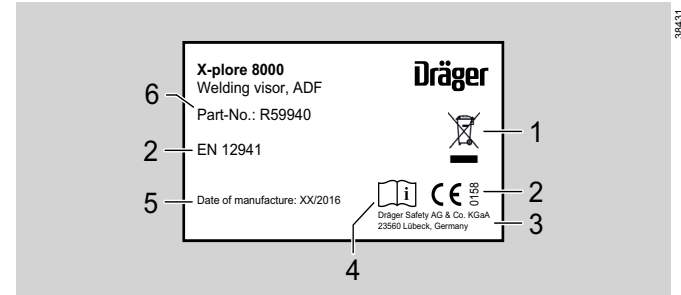 38431
X-plore 8000
Welding visor, ADF
Dräger
6
Part-No.: R59940
1
2
EN 12941
i
CE 0158
2
5
Date of manufacture: XX/2016
Dräger Safety AG & Co. KGaA
23560 Lübeck, Germany
3
4